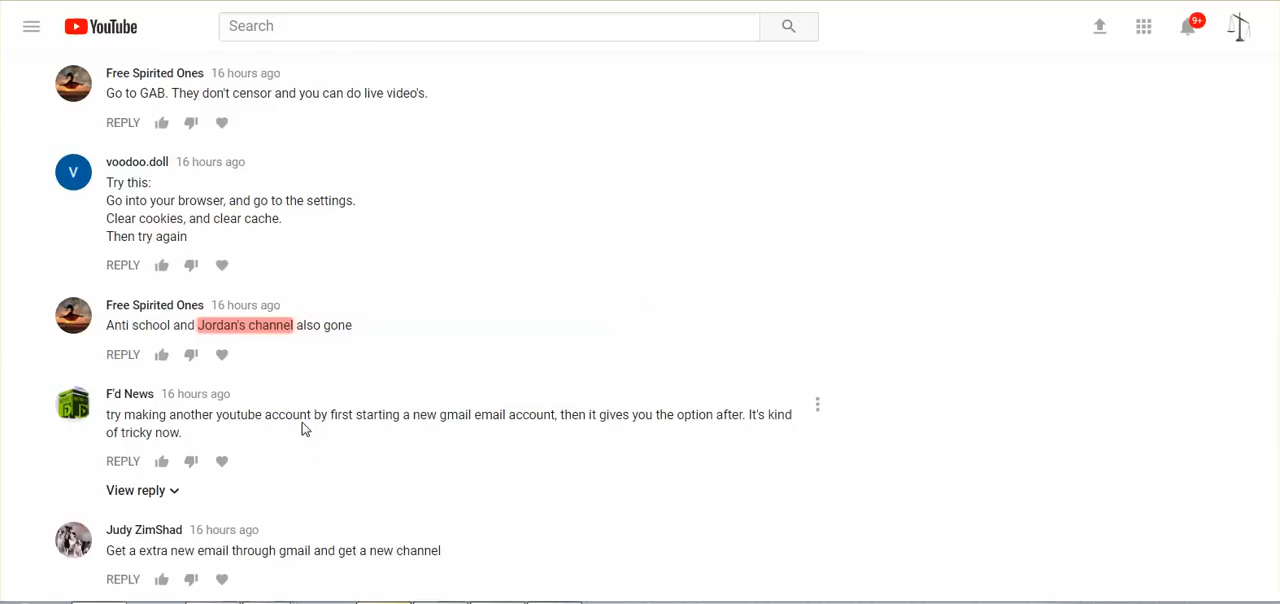 YouTube
Search
9+
Free Spirited Ones 16 hours ago
Go to GAB. They don't censor and you can do live video's.
REPLY
voodoo.doll 16 hours ago
V
Try this:
Go into your browser, and go to the settings.
Clear cookies, and clear cache.
Then try again
REPLY
Free Spirited Ones 16 hours ago
Anti school and Jordan's channel also gone
REPLY
F'd News 16 hours ago
try making another youtube account by first starting a new gmail email account, then it gives you the option after. It's kind
of tricky now.
REPLY
View reply
Judy ZimShad 16 hours ago
Get a extra new email through gmail and get a new channel
REPLY